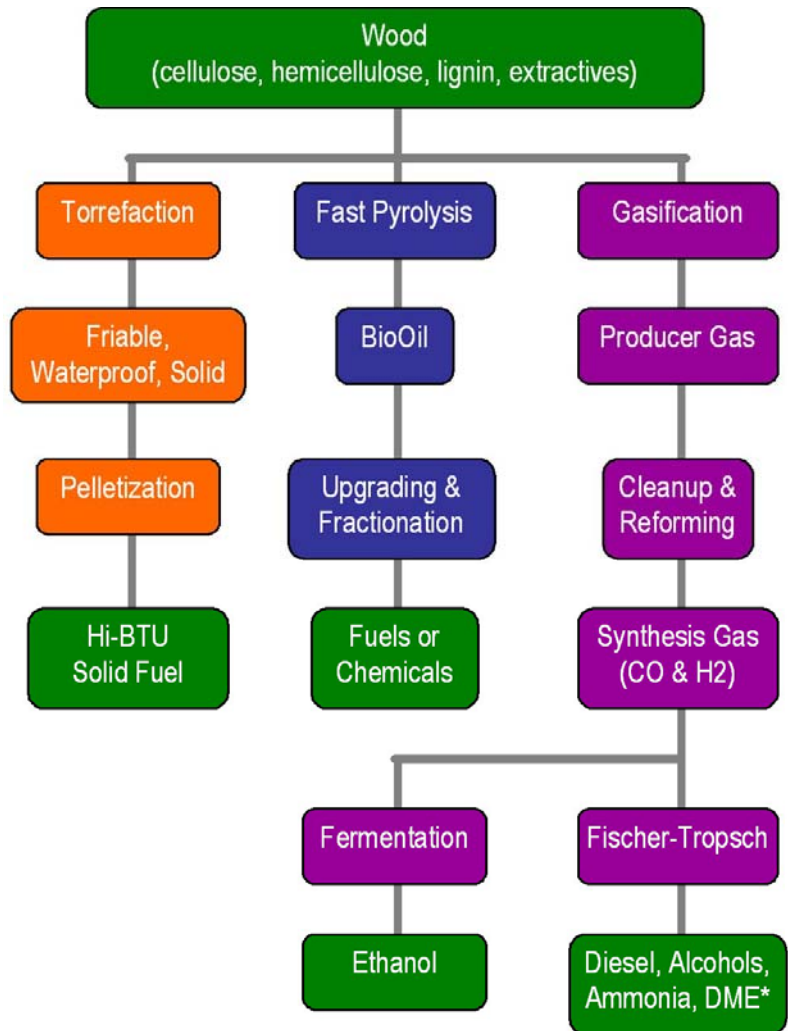 Wood
(cellulose, hemicellulose, lignin, extractives)
Torrefaction
Fast Pyrolysis
Gasification
Friable,
Waterproof, Solid
BioOil
Producer Gas
Pelletization
Upgrading &
Fractionation
Cleanup &
Reforming
Hi-BTU
Solid Fuel
Fuels or
Chemicals
Synthesis Gas
(CO & H2)
Fermentation
Fischer-Tropsch
Ethanol
Diesel, Alcohols,
Ammonia, DME*